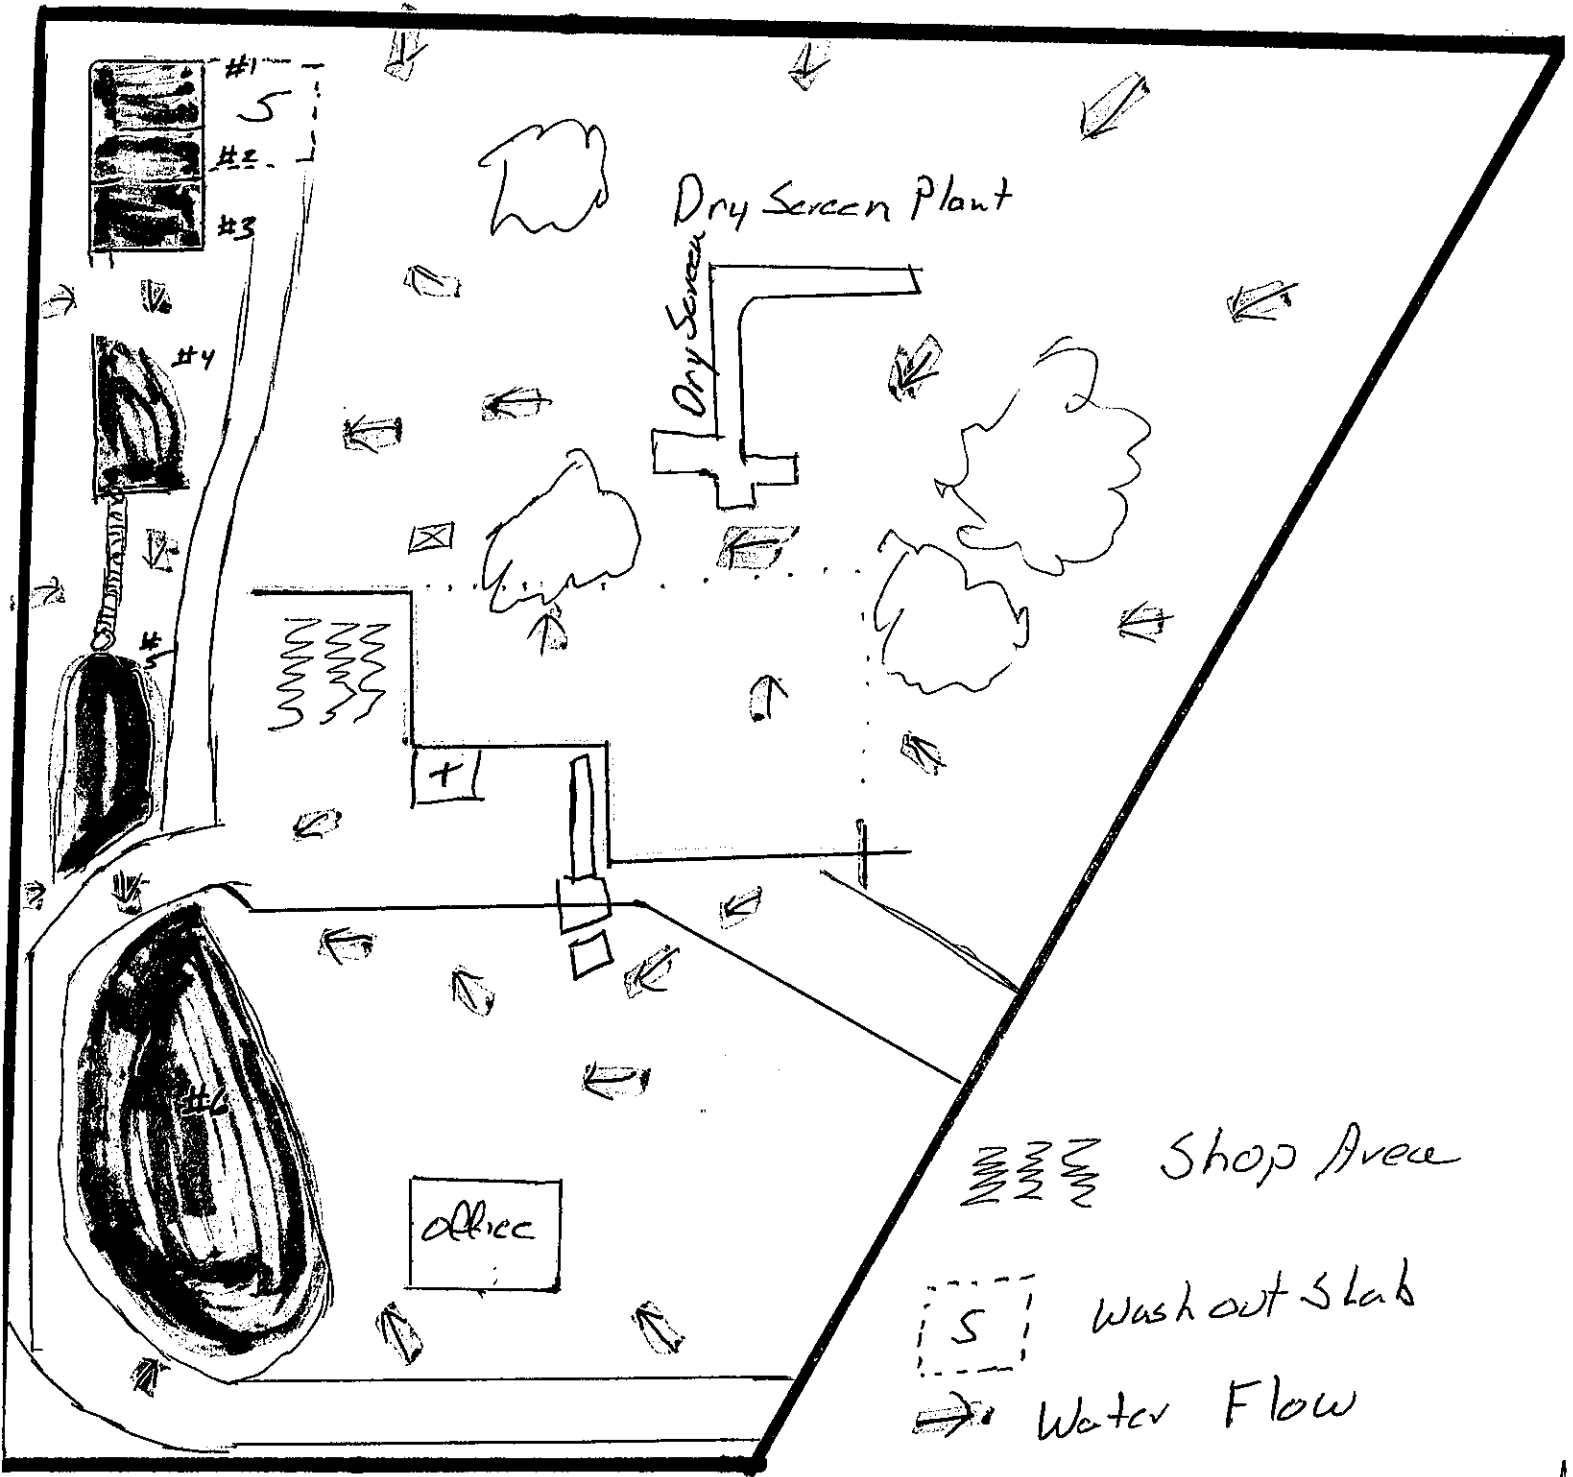 #1
S
#2
#3
Dry Screen Plant
Dry Screen
#4
#5
+
#6
office
Shop Area
S
Washout Slab
Water Flow